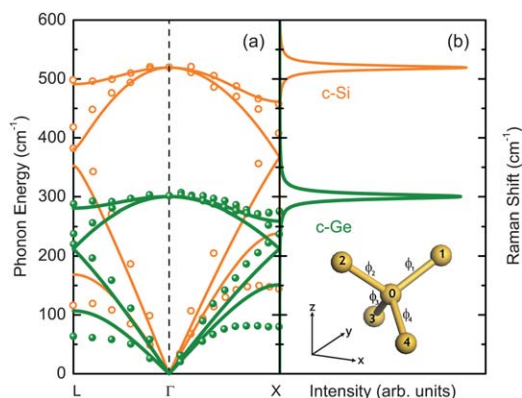 600
500
400
300
200
100
0
Phonon Energy (cm⁻¹)
L
Γ
X
(a)
(b)
c-Si
c-Ge
Raman Shift (cm⁻¹)
Intensity (arb. units)
0
1
2
3
4
ϕ₁
ϕ₂
ϕ₃
ϕ₄
z
y
x